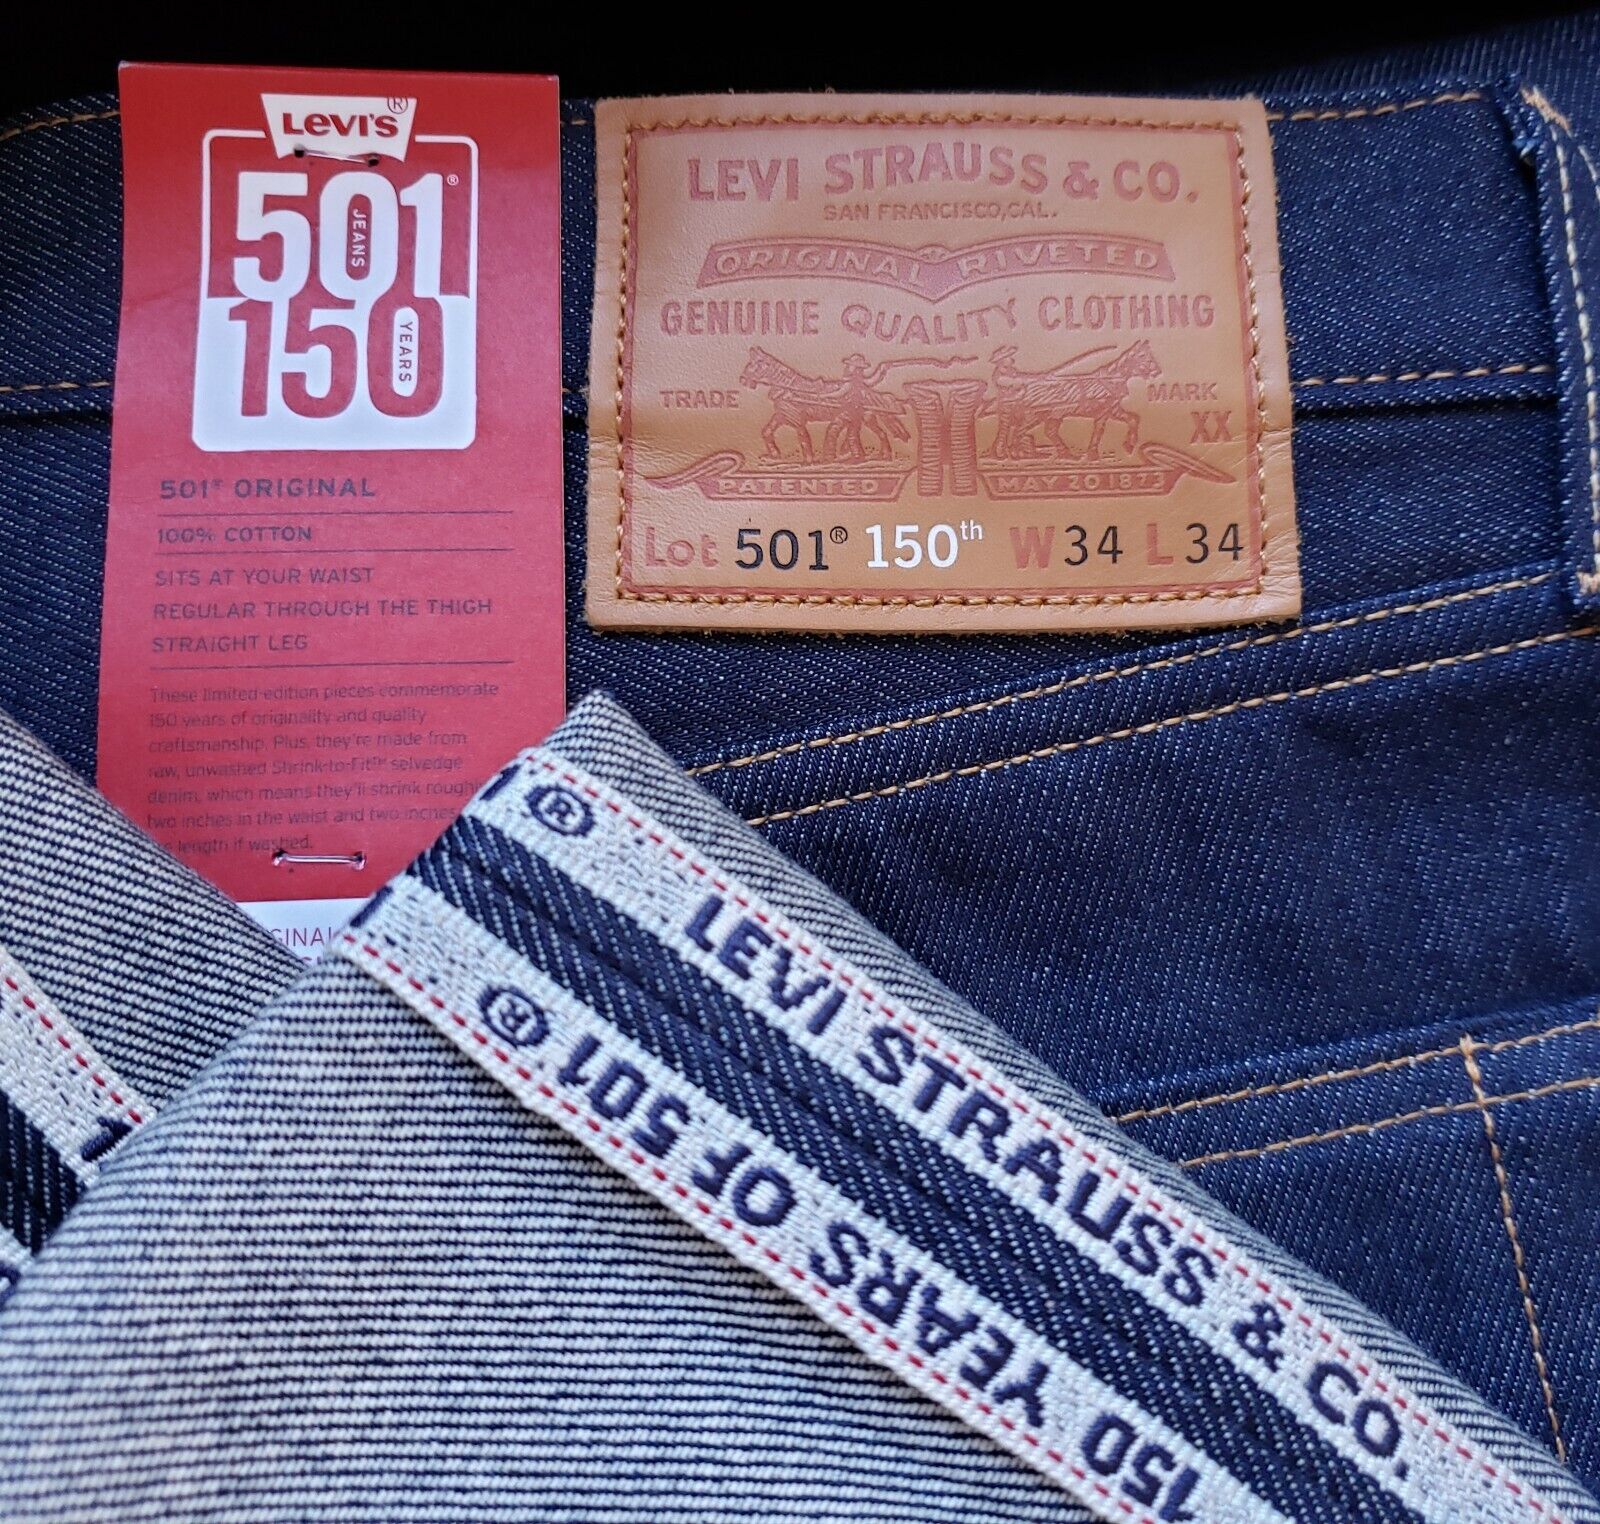 LEVI'S®
501®
JEANS
150
YEARS
501® ORIGINAL
100% COTTON
SITS AT YOUR WAIST
REGULAR THROUGH THE THIGH
STRAIGHT LEG
These limited-edition pieces commemorate
150 years of originality and quality
craftsmanship. Plus, they're made from
raw, unwashed Shrink-to-Fit™ selvedge
denim, which means they'll shrink
two inches in the waist and two inches
length if washed.
LEVI STRAUSS & CO.
SAN FRANCISCO, CAL.
ORIGINAL RIVETED
GENUINE QUALITY CLOTHING
TRADE MARK
XX
PATENTED MAY 20 1873
Lot 501® 150th W34 L34
® LEVI STRAUSS & CO.
150 YEARS OF 501®